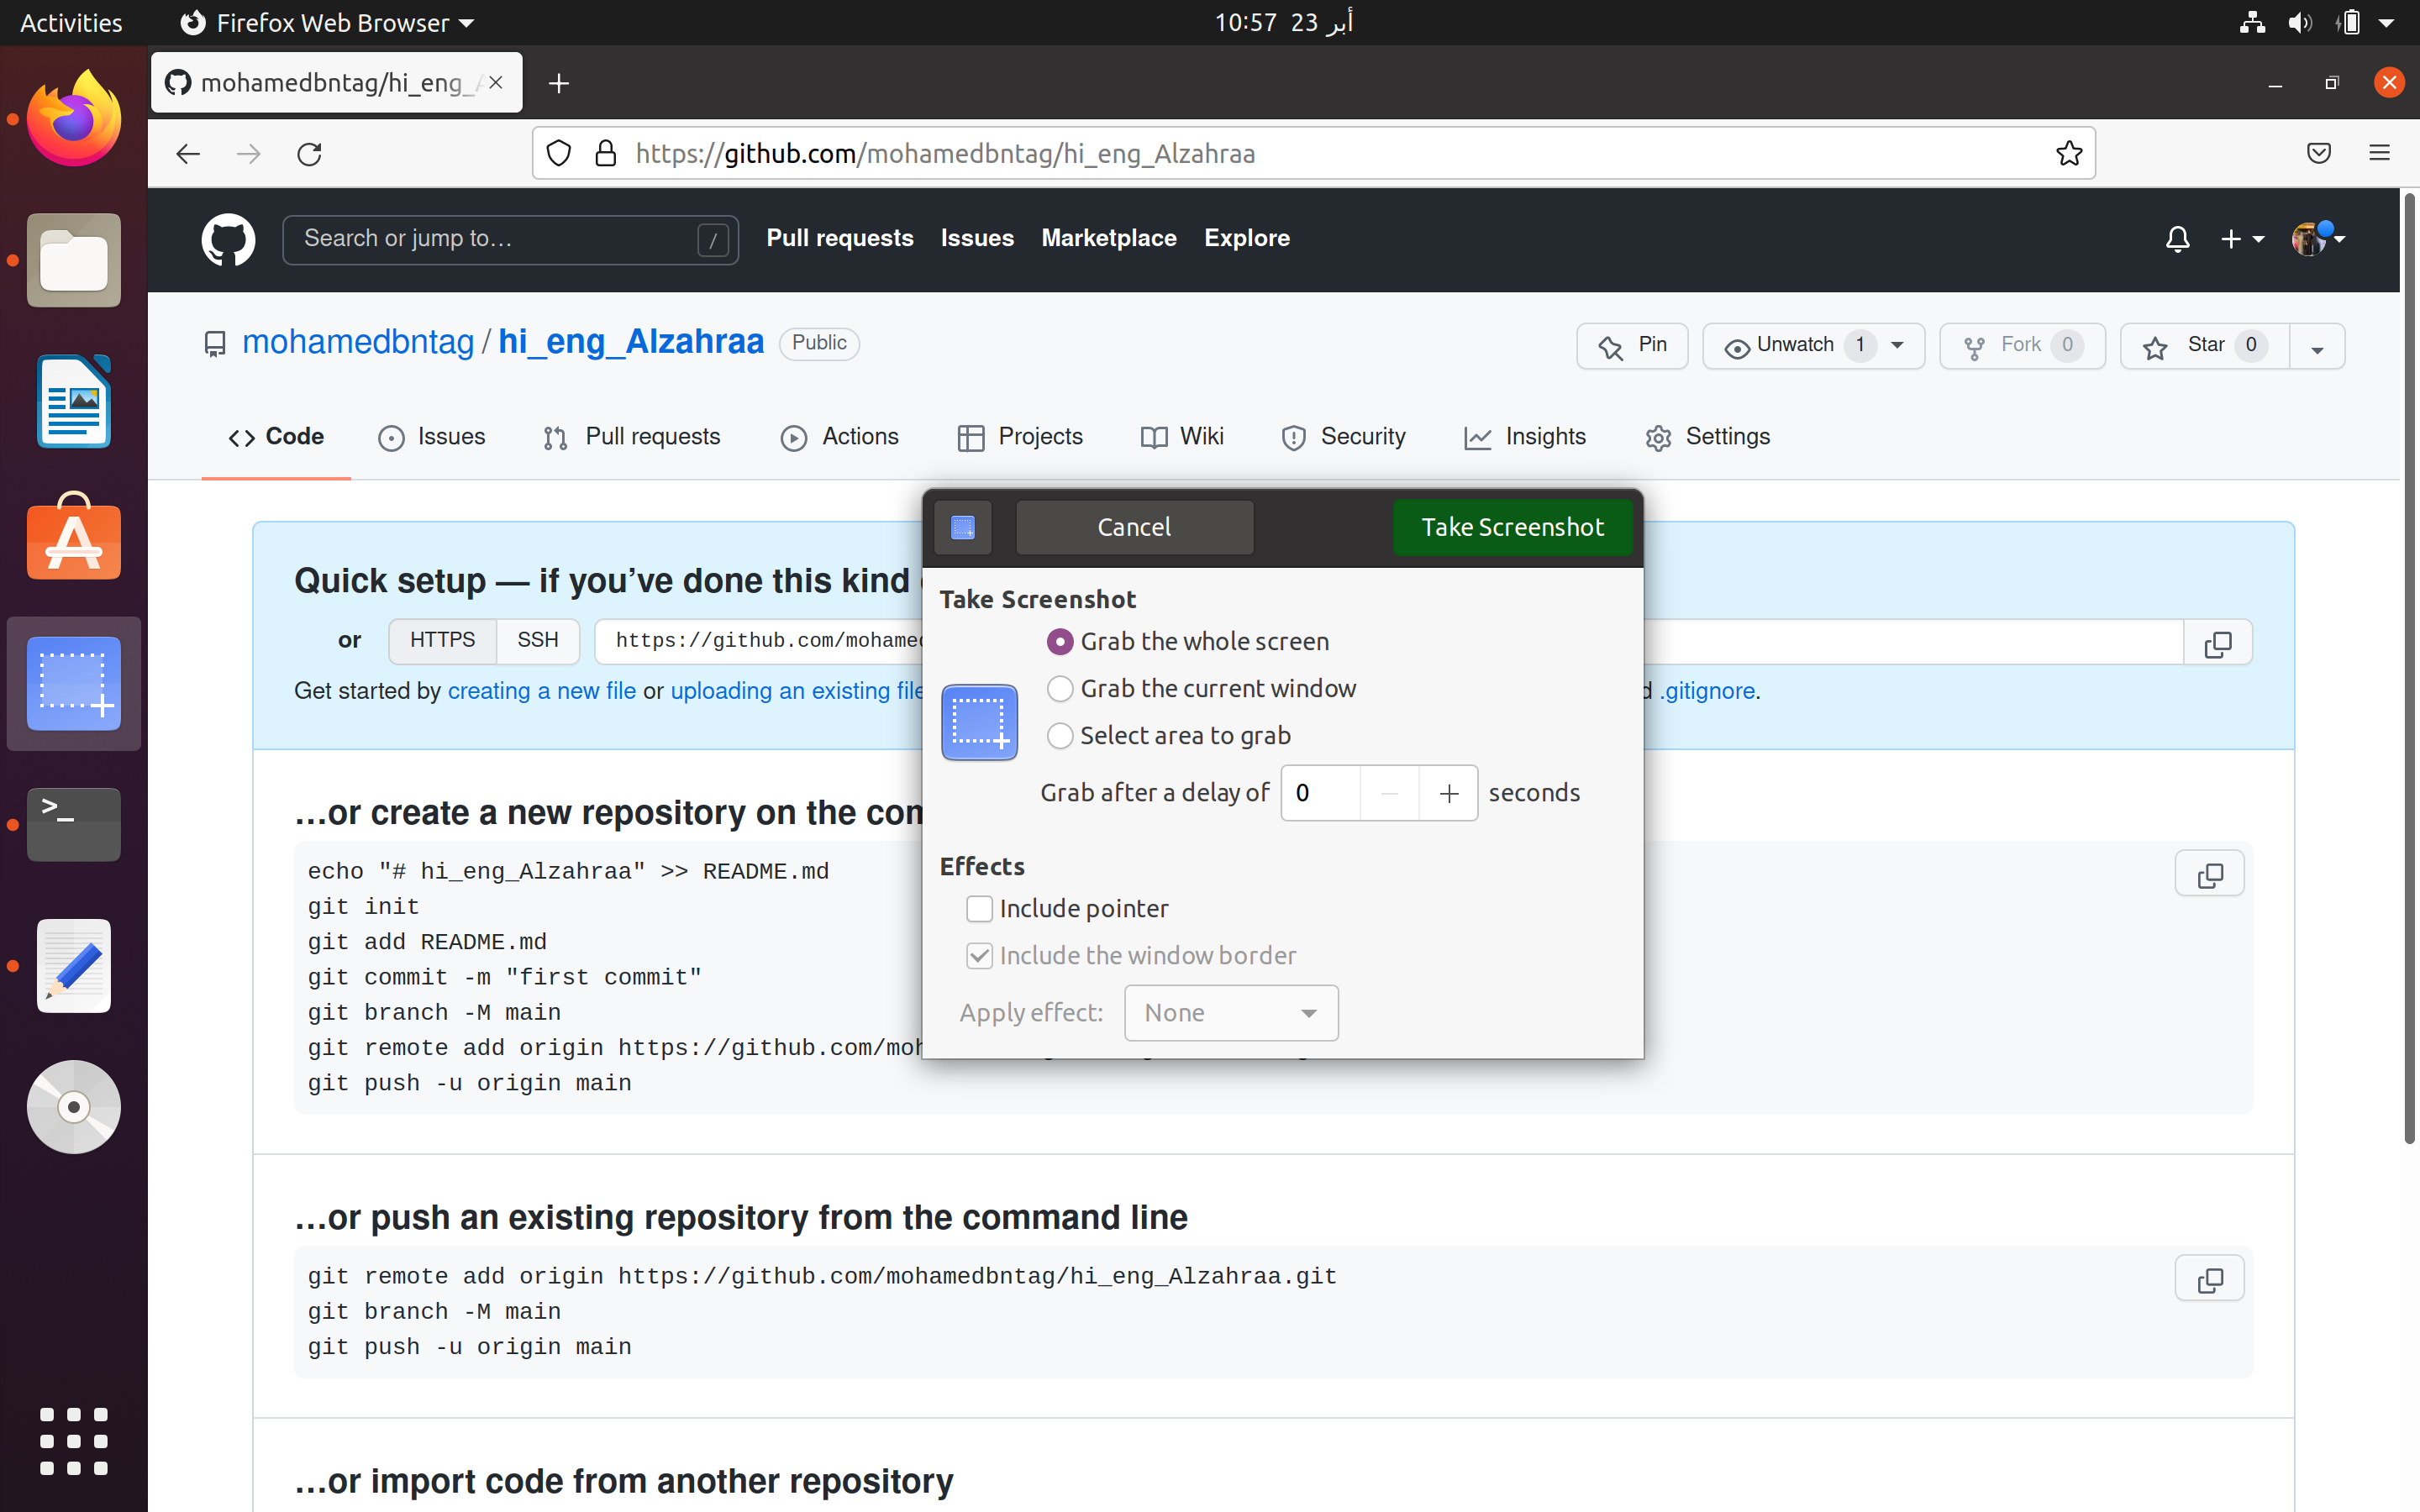 Activities
Firefox Web Browser
10:57 23 أبر
mohamedbntag/hi_eng_A
https://github.com/mohamedbntag/hi_eng_Alzahraa
Search or jump to…
/
Pull requests
Issues
Marketplace
Explore
mohamedbntag / hi_eng_Alzahraa
Public
Pin
Unwatch 1
Fork 0
Star 0
Code
Issues
Pull requests
Actions
Projects
Wiki
Security
Insights
Settings
Cancel
Take Screenshot
Take Screenshot
Grab the whole screen
Grab the current window
Select area to grab
Grab after a delay of 0 seconds
Effects
Include pointer
Include the window border
Apply effect: None
Quick setup — if you’ve done this kind
or HTTPS SSH https://github.com/mohamed
Get started by creating a new file or uploading an existing file
.gitignore.
…or create a new repository on the com
echo "# hi_eng_Alzahraa" >> README.md
git init
git add README.md
git commit -m "first commit"
git branch -M main
git remote add origin https://github.com/moh
git push -u origin main
…or push an existing repository from the command line
git remote add origin https://github.com/mohamedbntag/hi_eng_Alzahraa.git
git branch -M main
git push -u origin main
…or import code from another repository